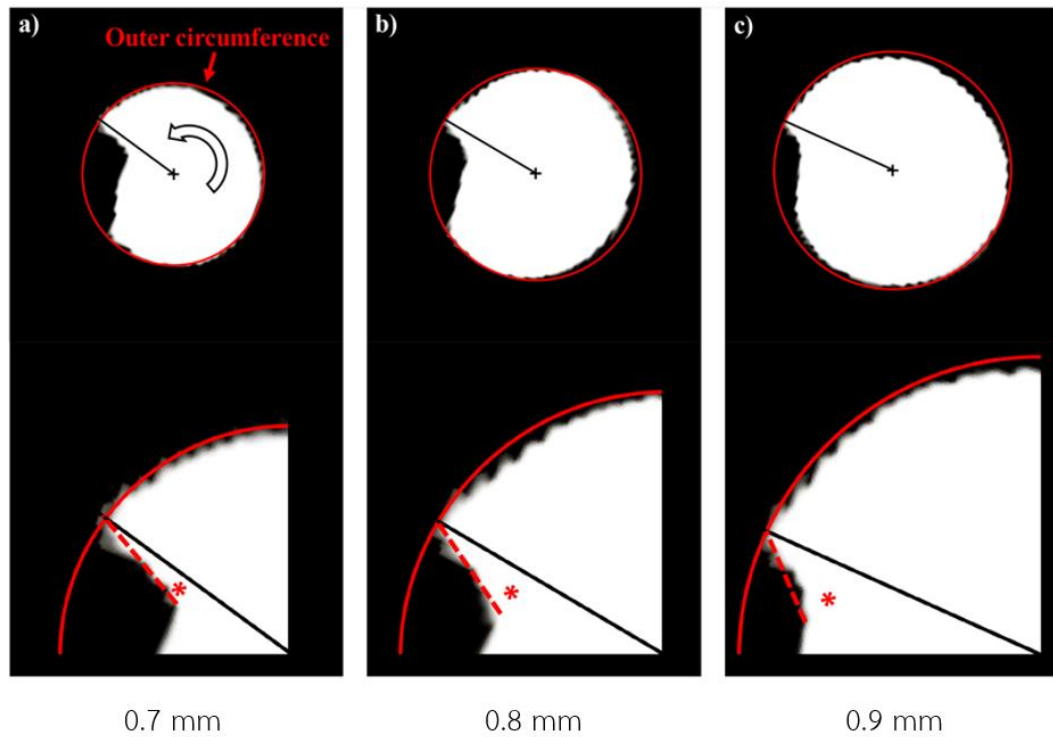 a)
Outer circumference
b)
c)
*
*
*
0.7 mm
0.8 mm
0.9 mm